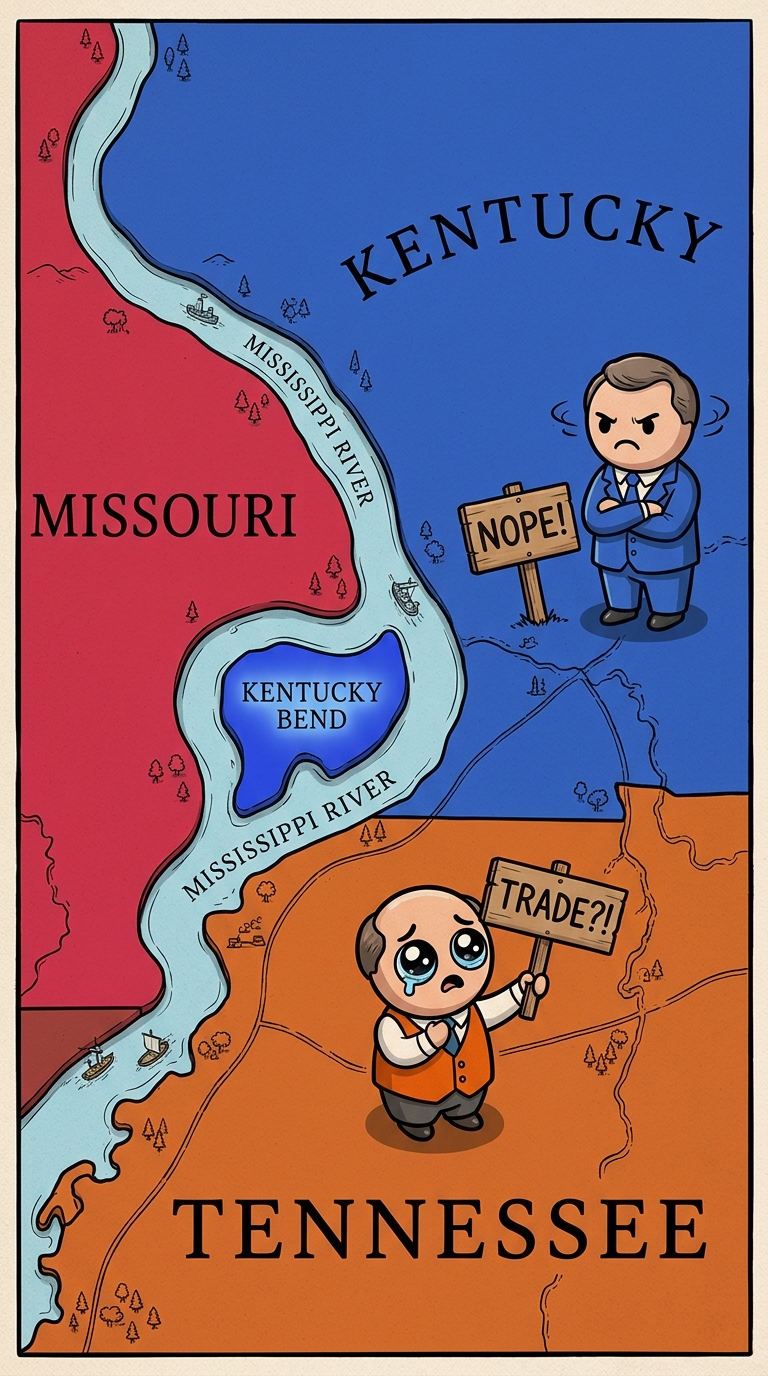 KENTUCKY
MISSISSIPPI RIVER
MISSOURI
NOPE!
KENTUCKY
BEND
MISSISSIPPI RIVER
TRADE?!
TENNESSEE